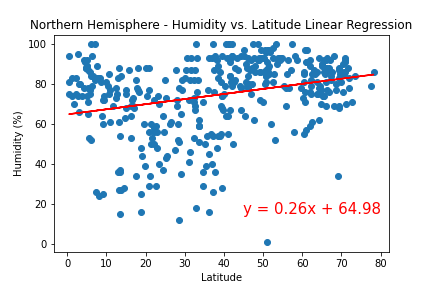 Northern Hemisphere - Humidity vs. Latitude Linear Regression
100
80
60
40
20
0
Humidity (%)
y = 0.26x + 64.98
0 10 20 30 40 50 60 70 80
Latitude